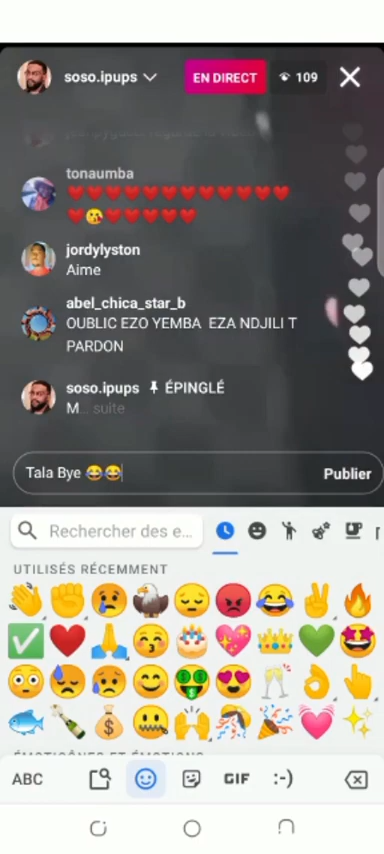 soso.ipups
EN DIRECT
109
tonaumba
❤️❤️❤️❤️❤️❤️❤️❤️❤️❤️❤️❤️
❤️😘❤️❤️❤️❤️❤️
jordylyston
Aime
abel_chica_star_b
OUBLIC EZO YEMBA EZA NDJILI T
PARDON
soso.ipups ÉPINGLÉ
M... suite
Tala Bye 😂😂
Publier
Rechercher des e...
UTILISÉS RÉCEMMENT
ÉMOTICÔNES ET ÉMOTIONS
ABC
GIF
:-)